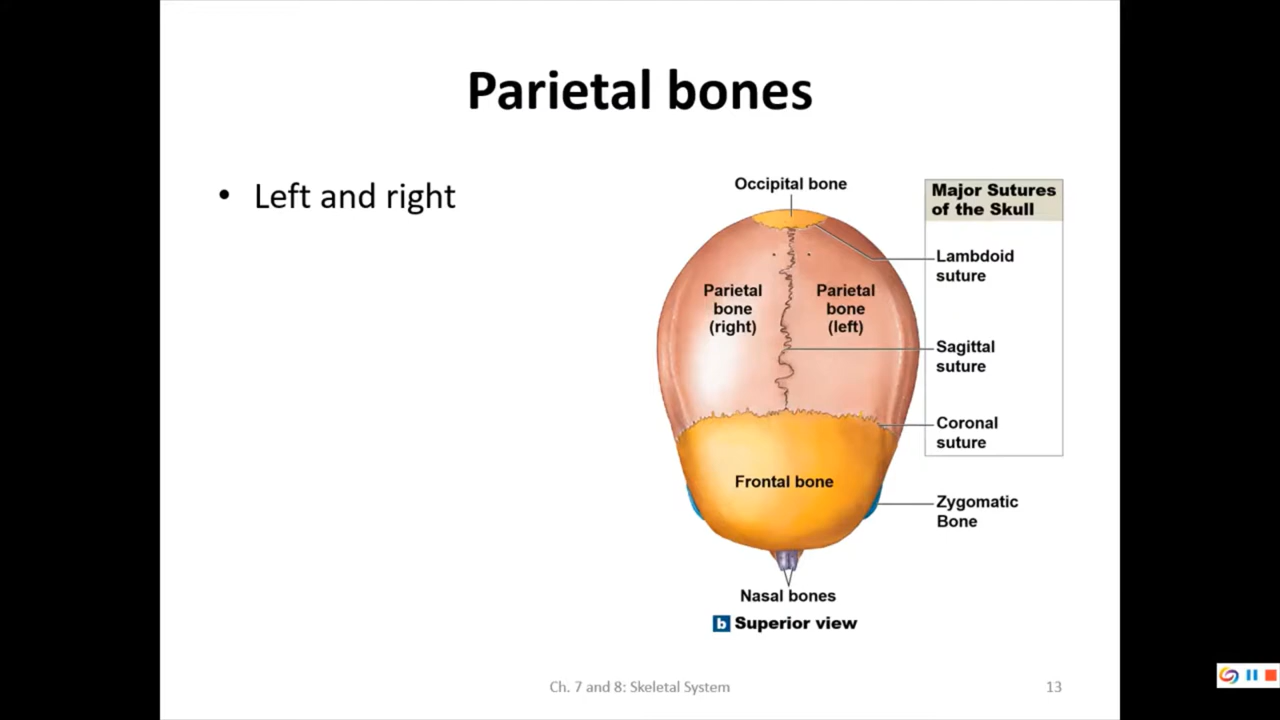 Parietal bones
• Left and right
Occipital bone
Major Sutures
of the Skull
Lambdoid
suture
Parietal
bone
(right)
Parietal
bone
(left)
Sagittal
suture
Coronal
suture
Frontal bone
Zygomatic
Bone
Nasal bones
b Superior view
Ch. 7 and 8: Skeletal System
13